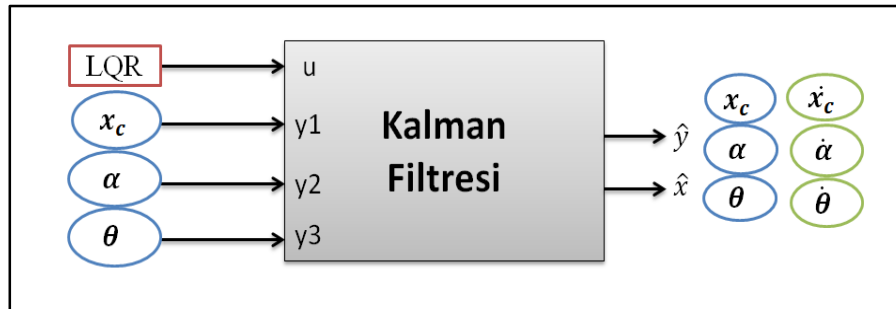 LQR
u
x_c
y1
α
y2
θ
y3
Kalman
Filtresi
ŷ
x̂
x_c ẋ_c
α α̇
θ θ̇